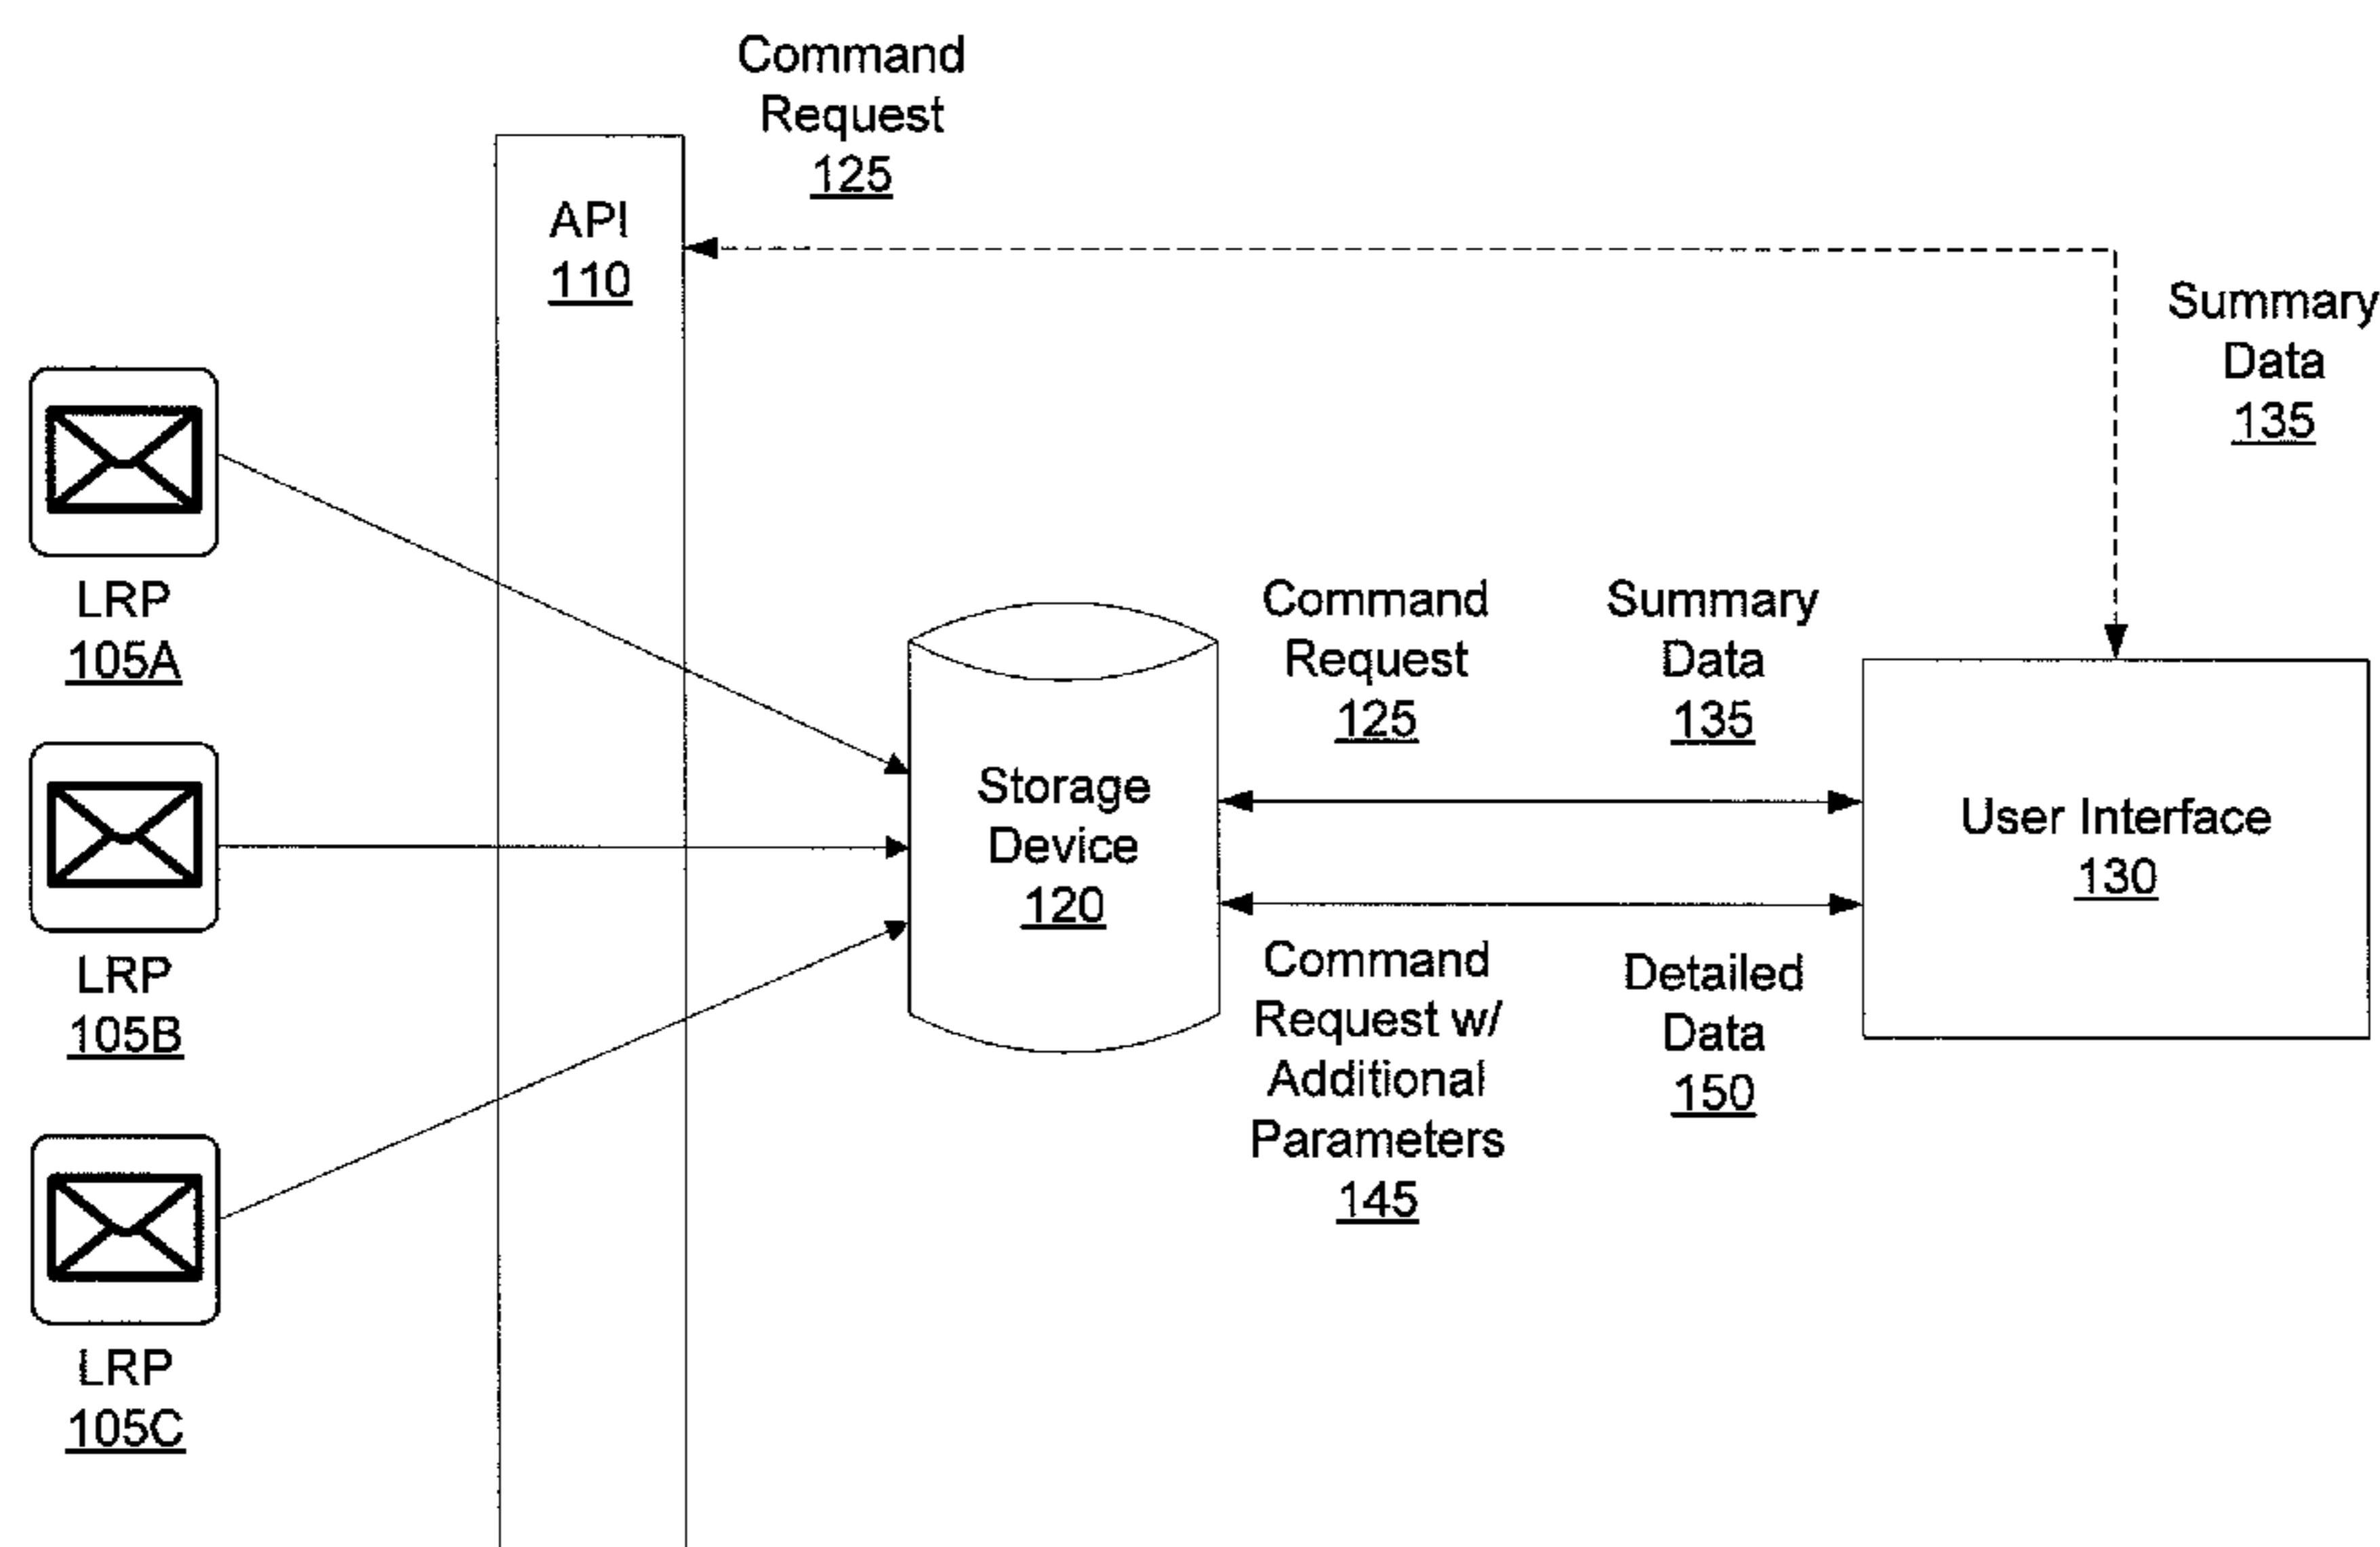 Command
Request
125
API
110
Summary
Data
135
LRP
105A
Command
Request
125
Summary
Data
135
Storage
Device
120
User Interface
130
LRP
105B
Command
Request w/
Additional
Parameters
145
Detailed
Data
150
LRP
105C